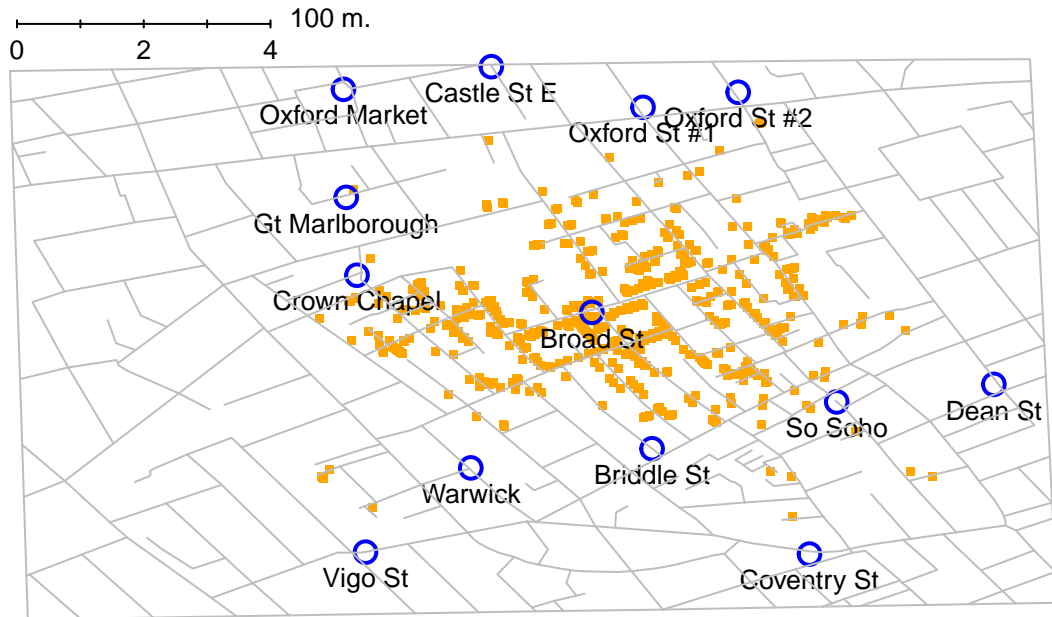 100 m.
0 2 4
Oxford Market
Castle St E
Oxford St #1
Oxford St #2
Gt Marlborough
Crown Chapel
Broad St
So Soho
Dean St
Briddle St
Warwick
Vigo St
Coventry St